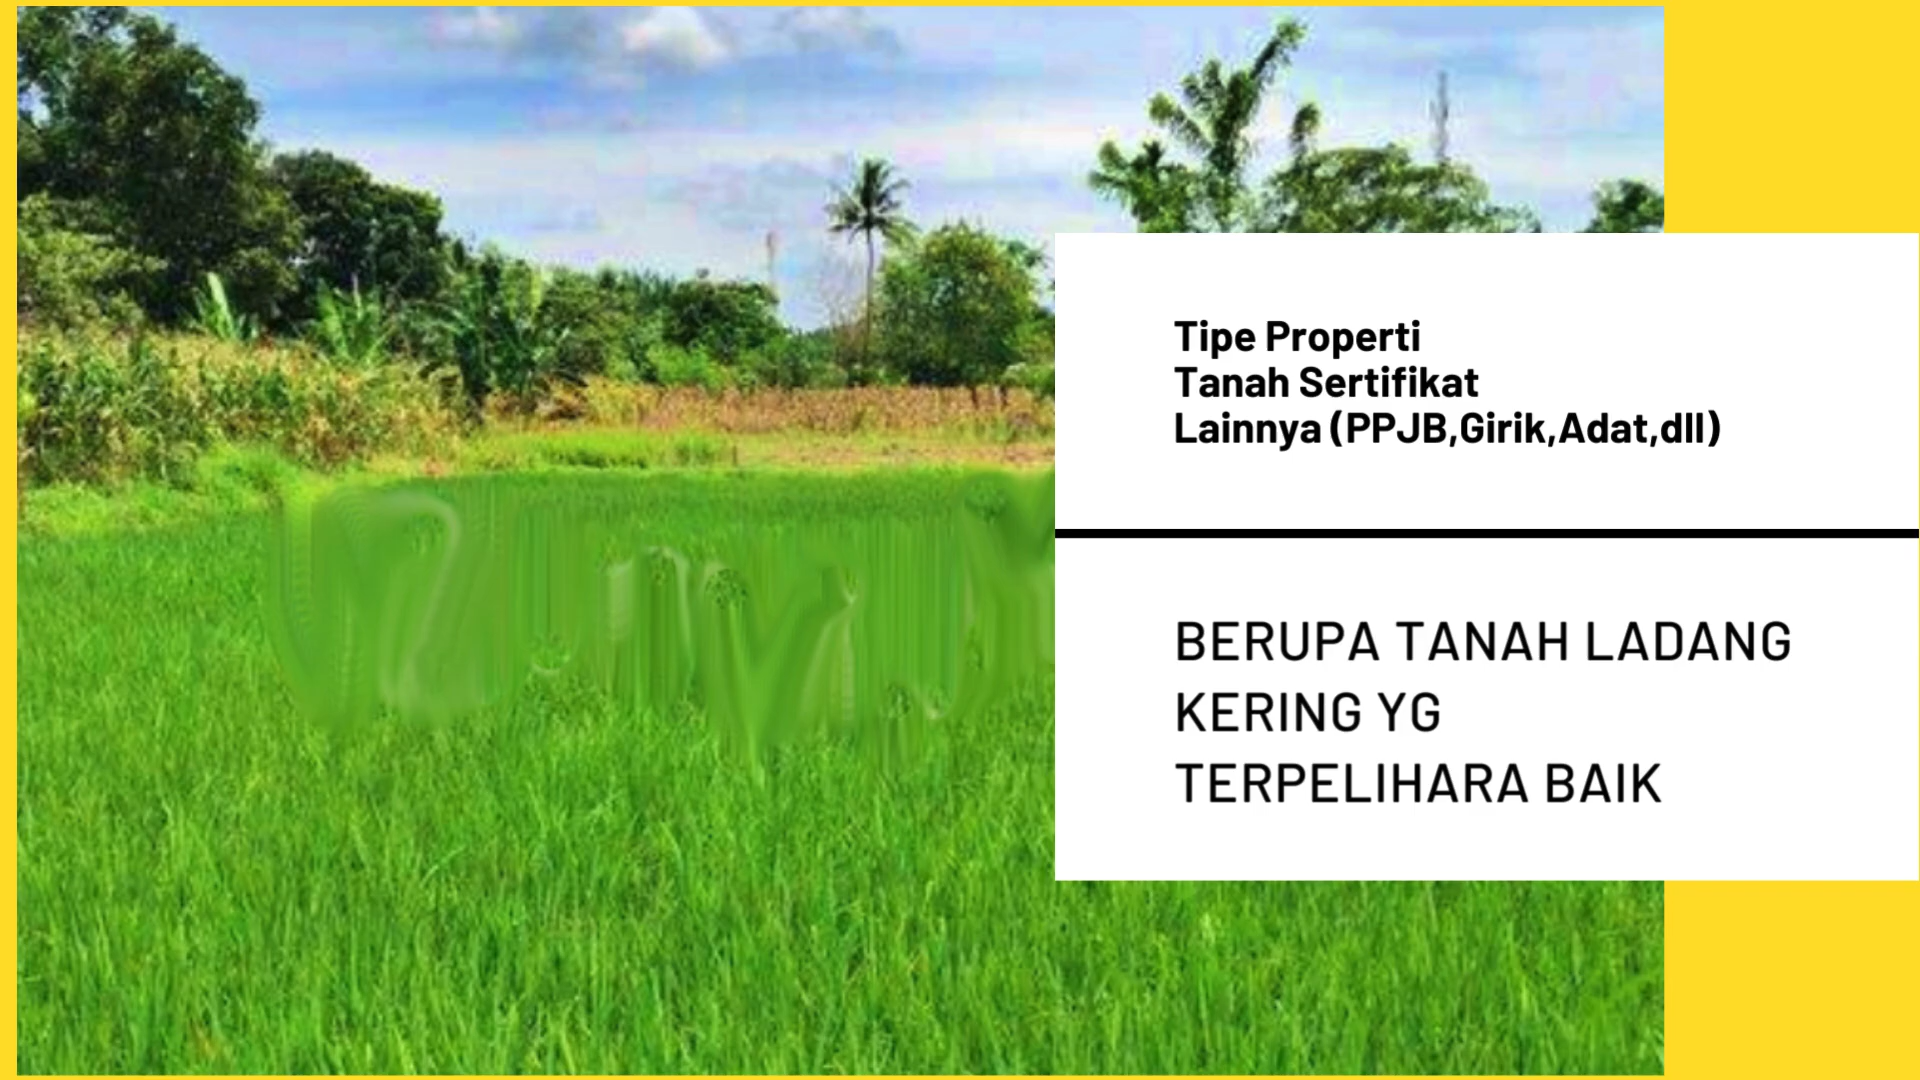 Tipe Properti
Tanah Sertifikat
Lainnya (PPJB,Girik,Adat,dll)
BERUPA TANAH LADANG
KERING YG
TERPELIHARA BAIK